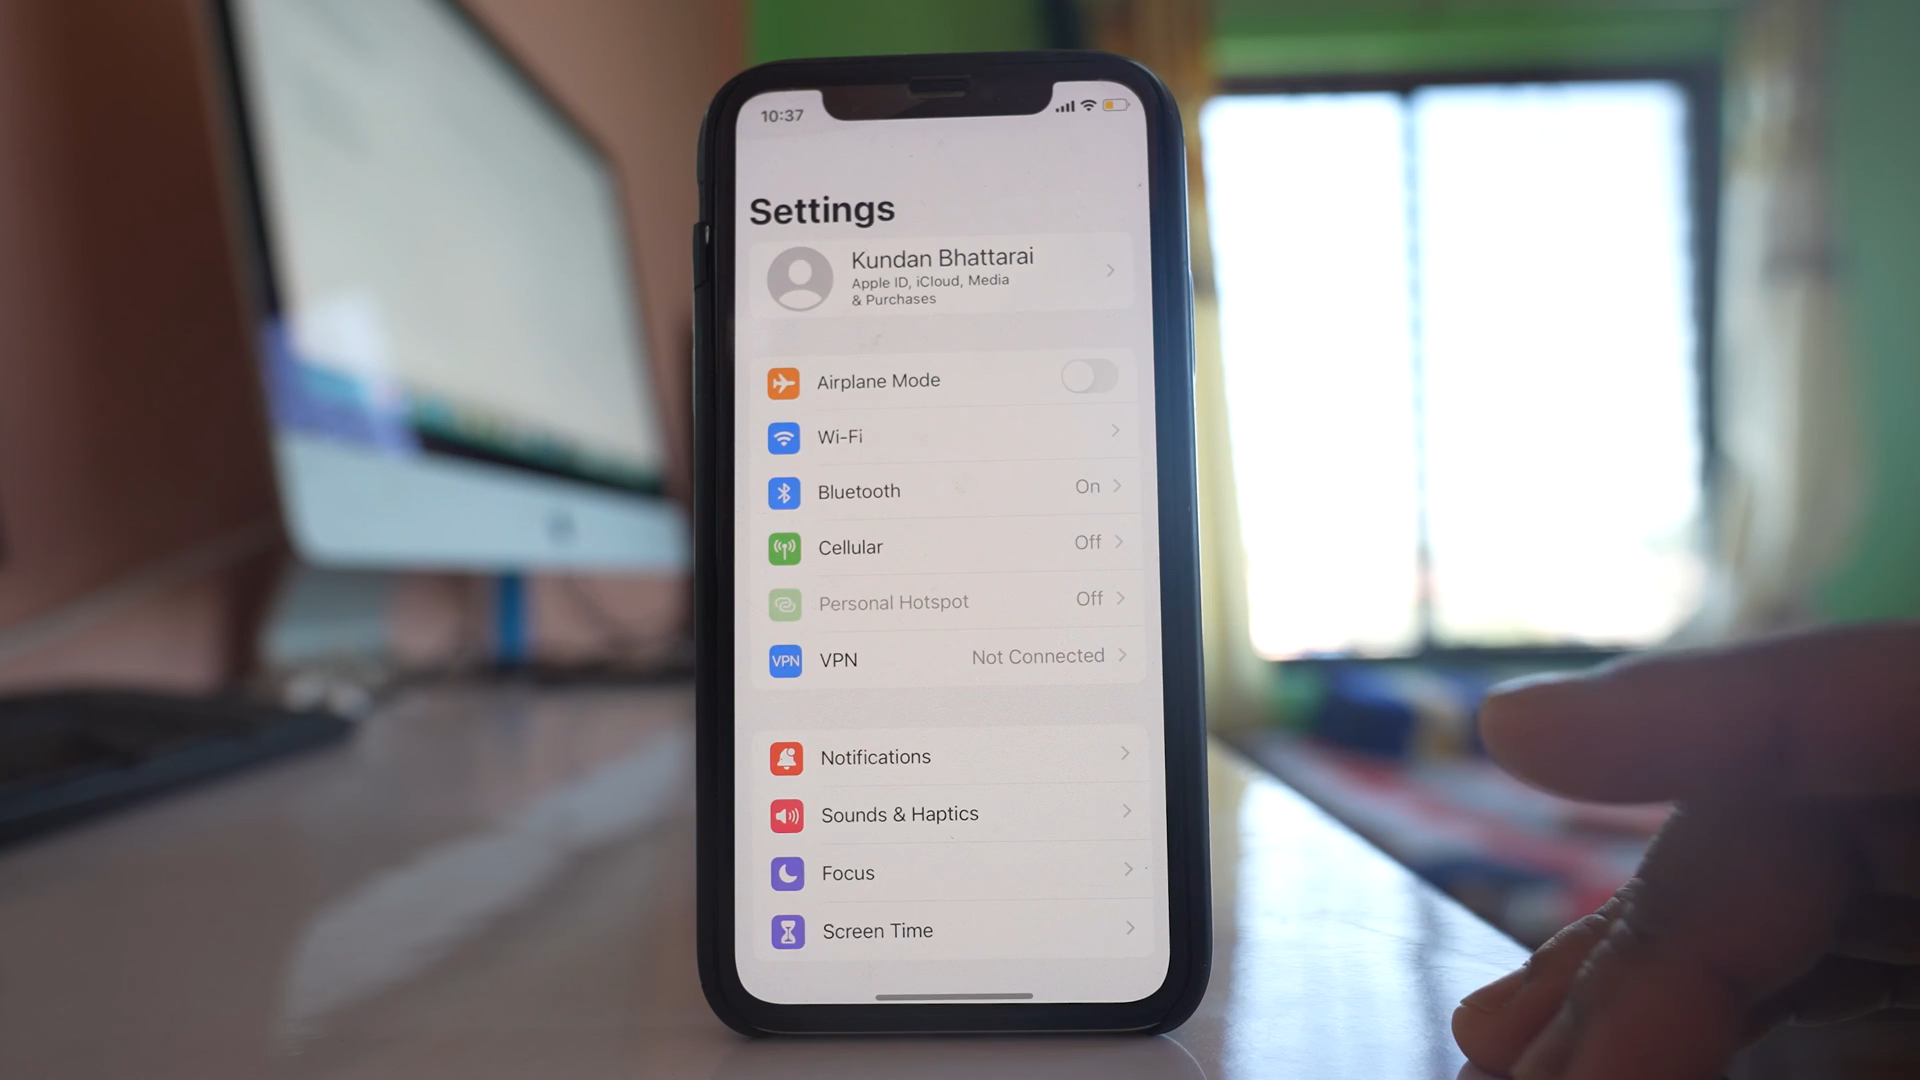 10:37
Settings
Kundan Bhattarai
Apple ID, iCloud, Media
& Purchases
Airplane Mode
Wi-Fi
Bluetooth On
Cellular Off
Personal Hotspot Off
VPN VPN Not Connected
Notifications
Sounds & Haptics
Focus
Screen Time